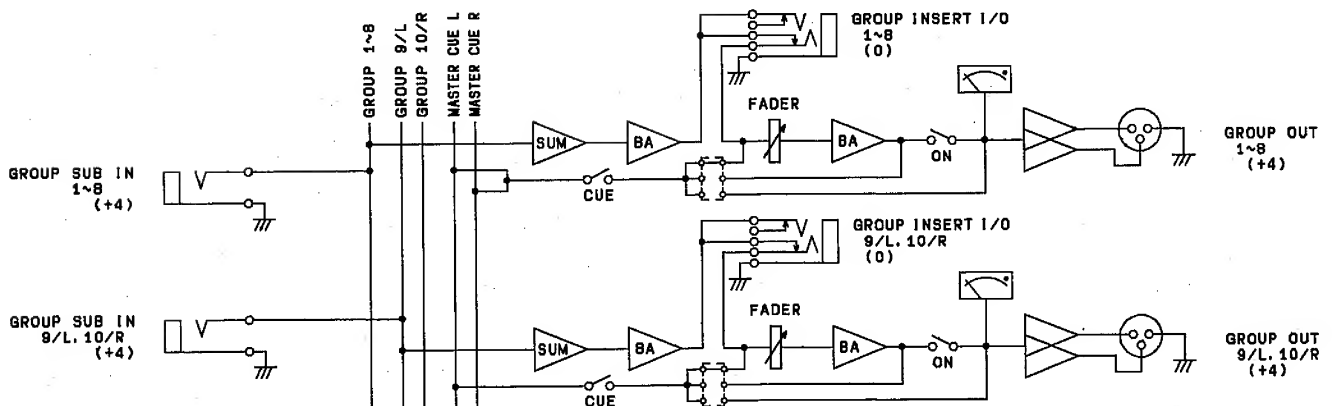 GROUP 1~8
GROUP 9/L
GROUP 10/R
MASTER CUE L
MASTER CUE R
GROUP INSERT I/O
1~8
(0)
FADER
SUM
BA
BA
ON
GROUP OUT
1~8
(+4)
GROUP SUB IN
1~8
(+4)
CUE
GROUP INSERT I/O
9/L. 10/R
(0)
FADER
GROUP SUB IN
9/L. 10/R
(+4)
SUM
BA
BA
ON
GROUP OUT
9/L. 10/R
(+4)
CUE